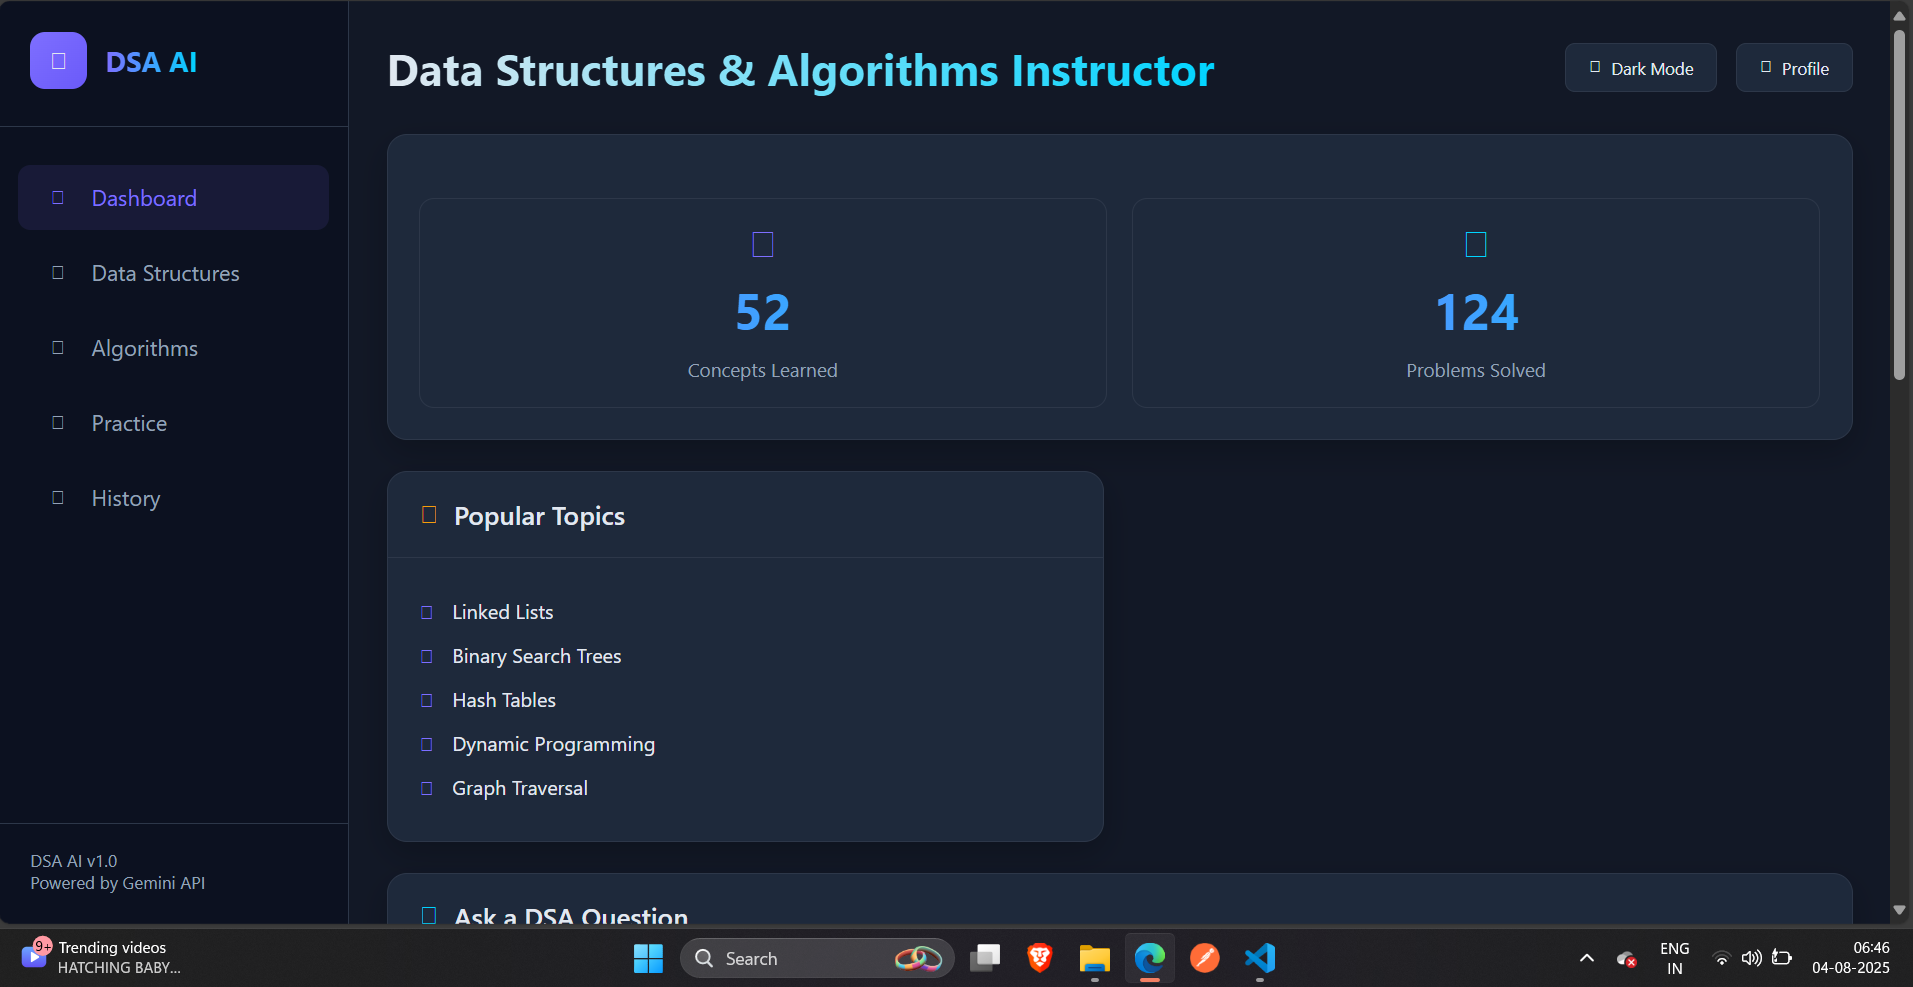 DSA AI
Dashboard
Data Structures
Algorithms
Practice
History
DSA AI v1.0
Powered by Gemini API
Data Structures & Algorithms Instructor
Dark Mode
Profile
52
Concepts Learned
124
Problems Solved
Popular Topics
Linked Lists
Binary Search Trees
Hash Tables
Dynamic Programming
Graph Traversal
Ask a DSA Question
9+
Trending videos
HATCHING BABY...
Search
ENG
IN
06:46
04-08-2025